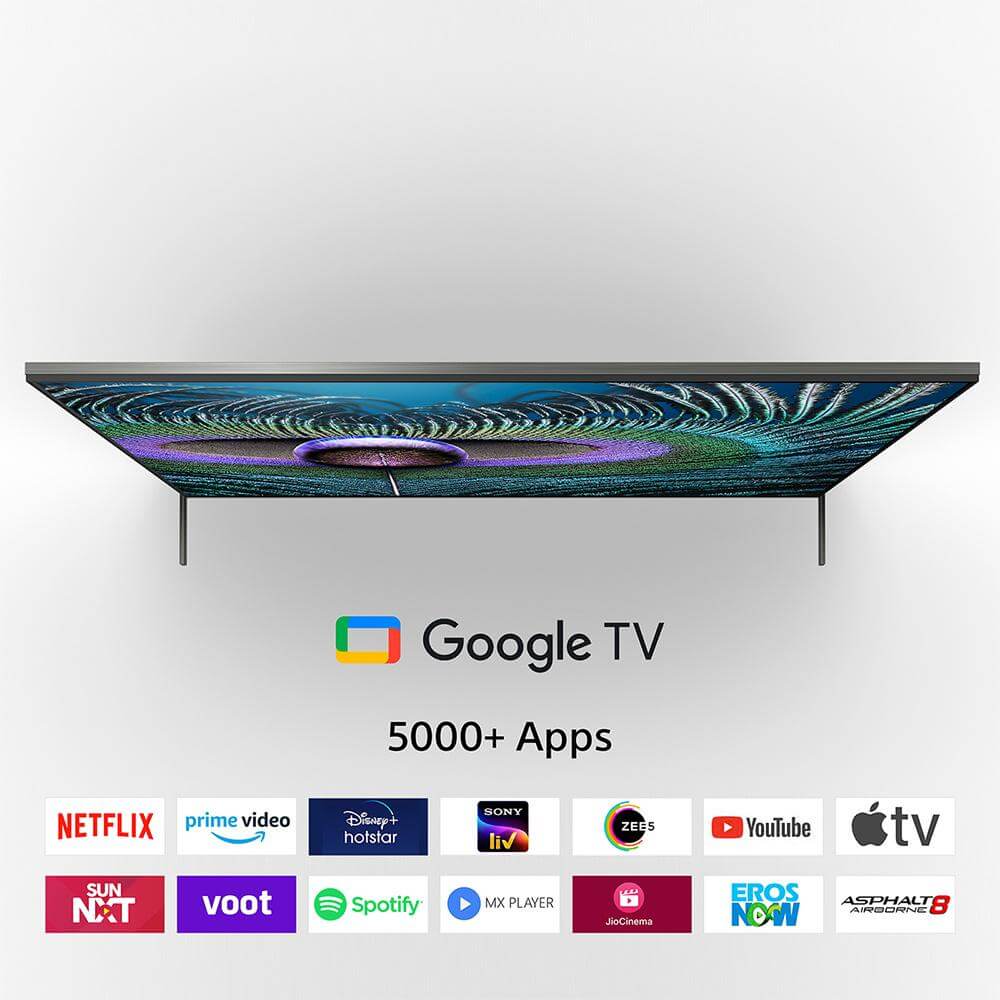 Google TV
5000+ Apps
NETFLIX
prime video
Disney+
hotstar
SONY
liv
ZEE5
YouTube
tv
SUN
NXT
voot
Spotify
MX PLAYER
JioCinema
EROS
NOW
ASPHALT 8
AIRBORNE